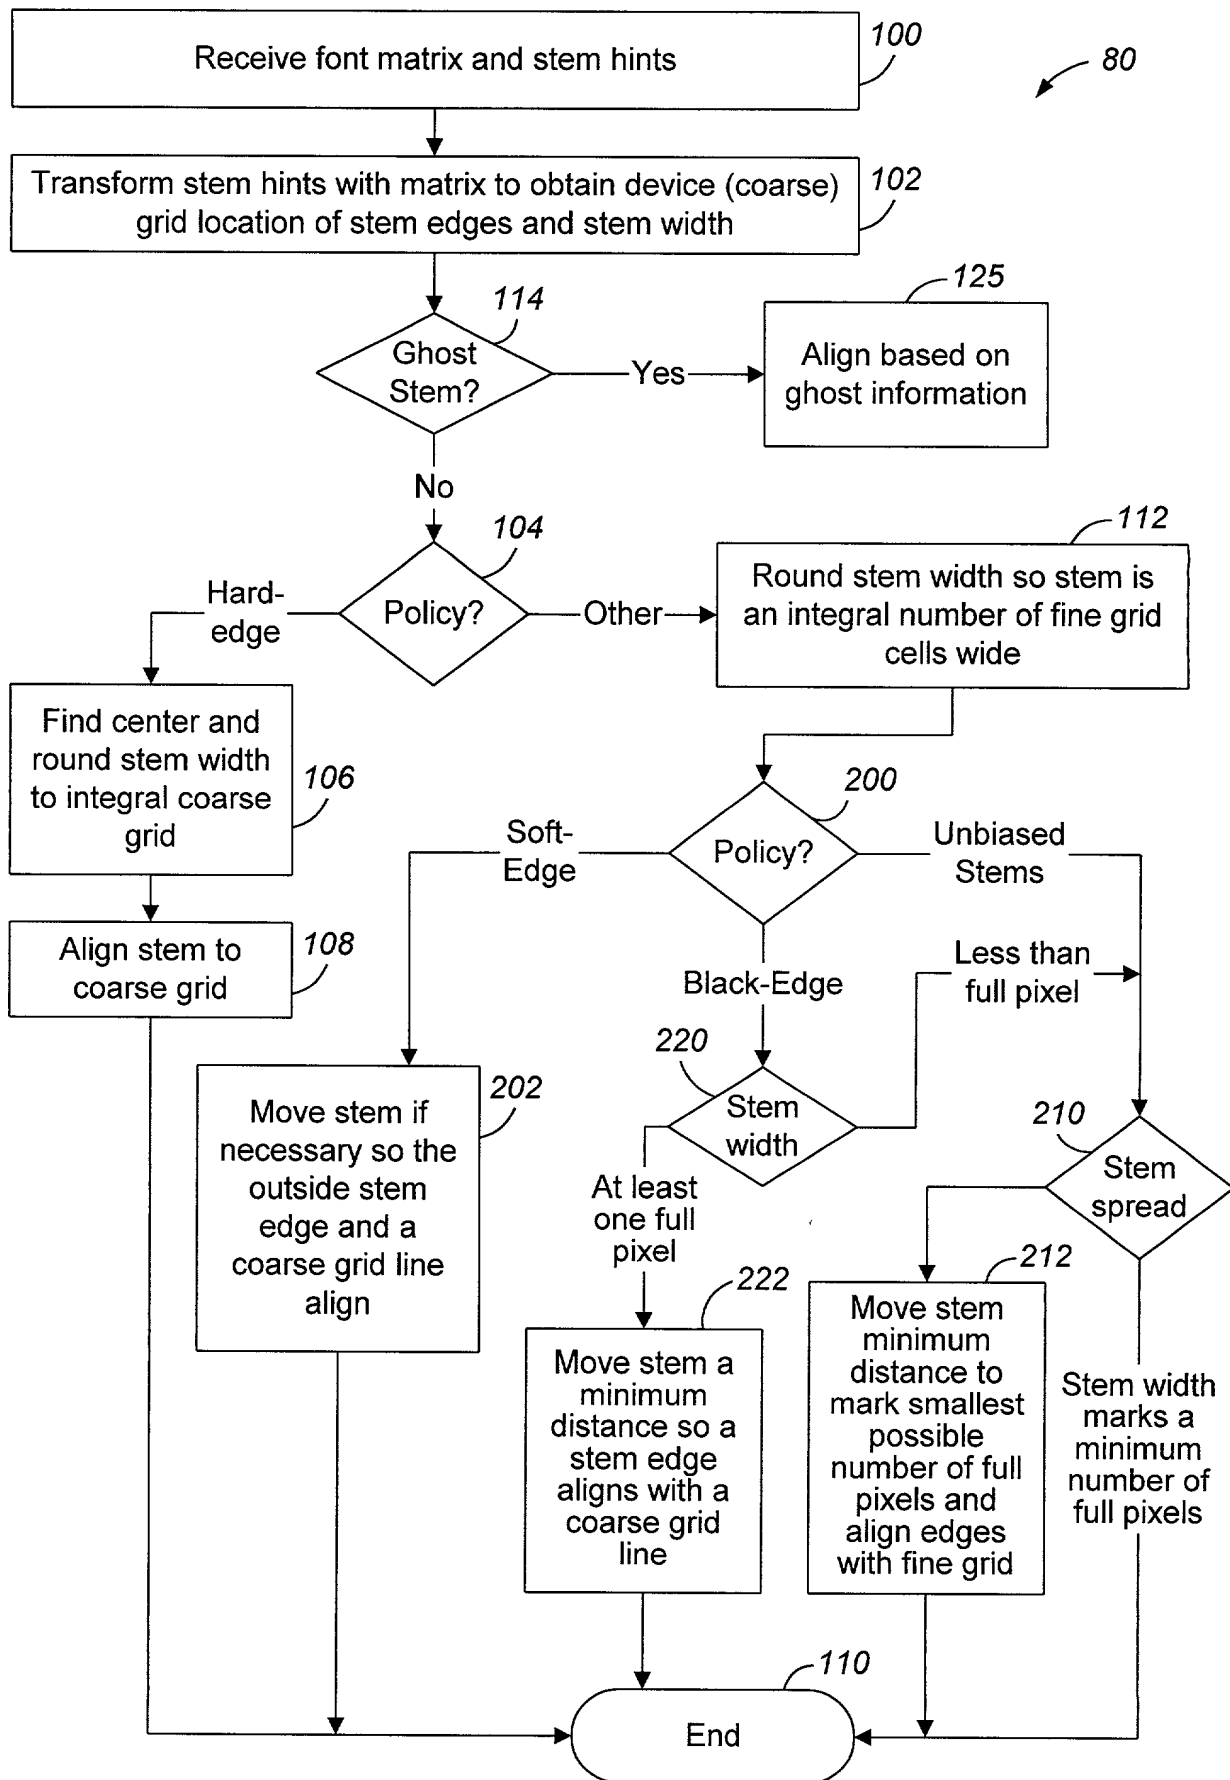 Receive font matrix and stem hints
100
80
Transform stem hints with matrix to obtain device (coarse)
grid location of stem edges and stem width
102
114
Ghost
Stem?
Yes
125
Align based on
ghost information
No
104
Policy?
Hard-
edge
Other
112
Round stem width so stem is
an integral number of fine grid
cells wide
Find center and
round stem width
to integral coarse
grid
106
200
Policy?
Soft-
Edge
Unbiased
Stems
Align stem to
coarse grid
108
Black-Edge
Less than
full pixel
220
Stem
width
202
Move stem if
necessary so the
outside stem
edge and a
coarse grid line
align
At least
one full
pixel
210
Stem
spread
222
Move stem a
minimum
distance so a
stem edge
aligns with a
coarse grid
line
212
Move stem
minimum
distance to
mark smallest
possible
number of full
pixels and
align edges
with fine grid
Stem width
marks a
minimum
number of
full pixels
110
End